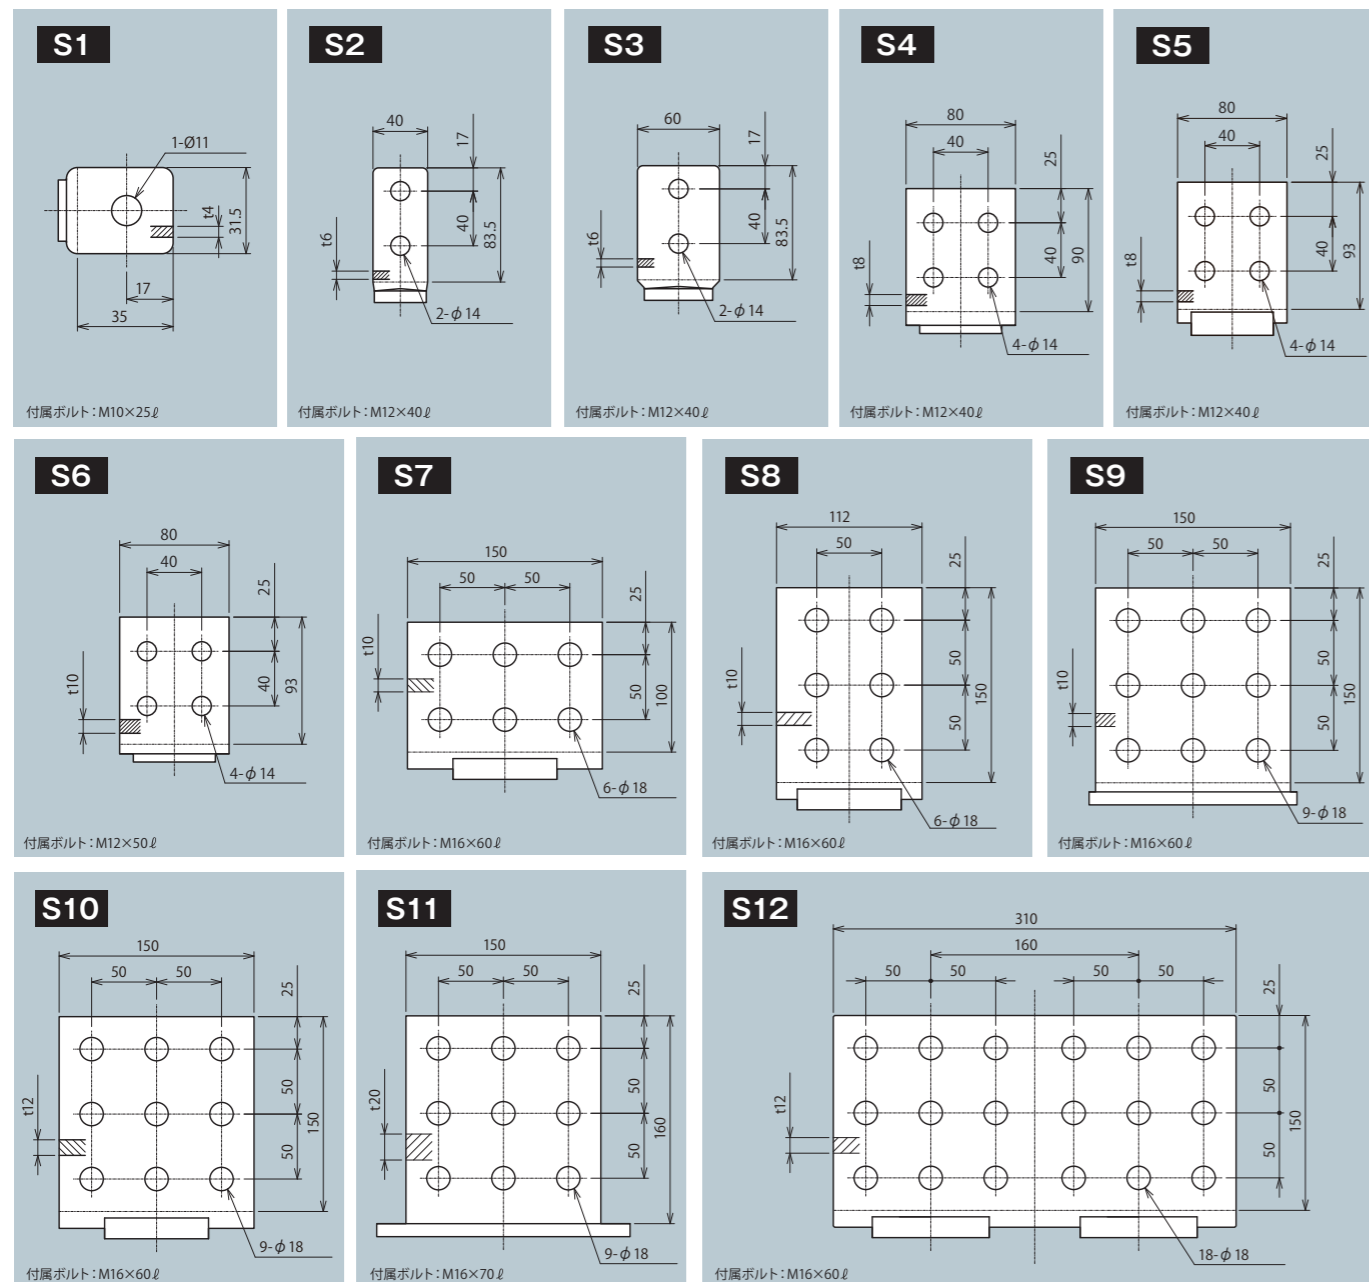 S1
1-Ø11
t4
31.5
17
35
付属ボルト：M10×25ℓ
S2
40
17
40
83.5
t6
2-φ14
付属ボルト：M12×40ℓ
S3
60
17
40
83.5
t6
2-φ14
付属ボルト：M12×40ℓ
S4
80
40
25
40
90
t8
4-φ14
付属ボルト：M12×40ℓ
S5
80
40
25
40
93
t8
4-φ14
付属ボルト：M12×40ℓ
S6
80
40
25
40
93
t10
4-φ14
付属ボルト：M12×50ℓ
S7
150
50 50
25
50
100
t10
6-φ18
付属ボルト：M16×60ℓ
S8
112
50
25
50
50
150
t10
6-φ18
付属ボルト：M16×60ℓ
S9
150
50 50
25
50
50
150
t10
9-φ18
付属ボルト：M16×60ℓ
S10
150
50 50
25
50
50
150
t12
9-φ18
付属ボルト：M16×60ℓ
S11
150
50 50
25
50
50
160
t20
9-φ18
付属ボルト：M16×70ℓ
S12
310
160
50 50 50 50
25
50
50
150
t12
18-φ18
付属ボルト：M16×60ℓ